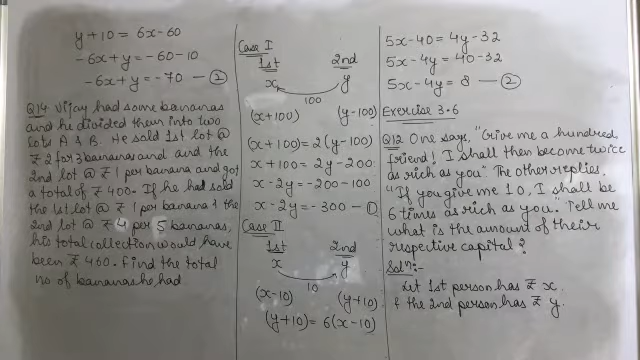 y+10 = 6x-60
-6x+y = -60-10
-6x+y = -70 — ②
Q14 Vijay had some bananas
and he divided them into two
lots A & B. He sold 1st lot @
₹ 2 for 3 bananas and and the
2nd lot @ ₹ 1 per banana and got
a total of ₹ 400. If he had sold
the 1st lot @ ₹ 1 per banana & the
2nd lot @ ₹ 4 per 5 bananas,
his total collection would have
been ₹ 460. Find the total
no of bananas he had
Case I
1st 2nd
x y
100
(x+100) (y-100)
(x+100) = 2(y-100)
x+100 = 2y-200
x-2y = -200-100
x-2y = -300 — ①
Case II
1st 2nd
x y
10
(x-10) (y+10)
(y+10) = 6(x-10)
5x-40 = 4y-32
5x-4y = 40-32
5x-4y = 8 — ②
Exercise 3.6
Q12 One says, "Give me a hundred,
friend!, I shall then become twice
as rich as you". The other replies,
"If you give me 10, I shall be
6 times as rich as you." Tell me
what is the amount of their
respective capital?
Solⁿ:-
Let 1st person has ₹ x
& the 2nd person has ₹ y.